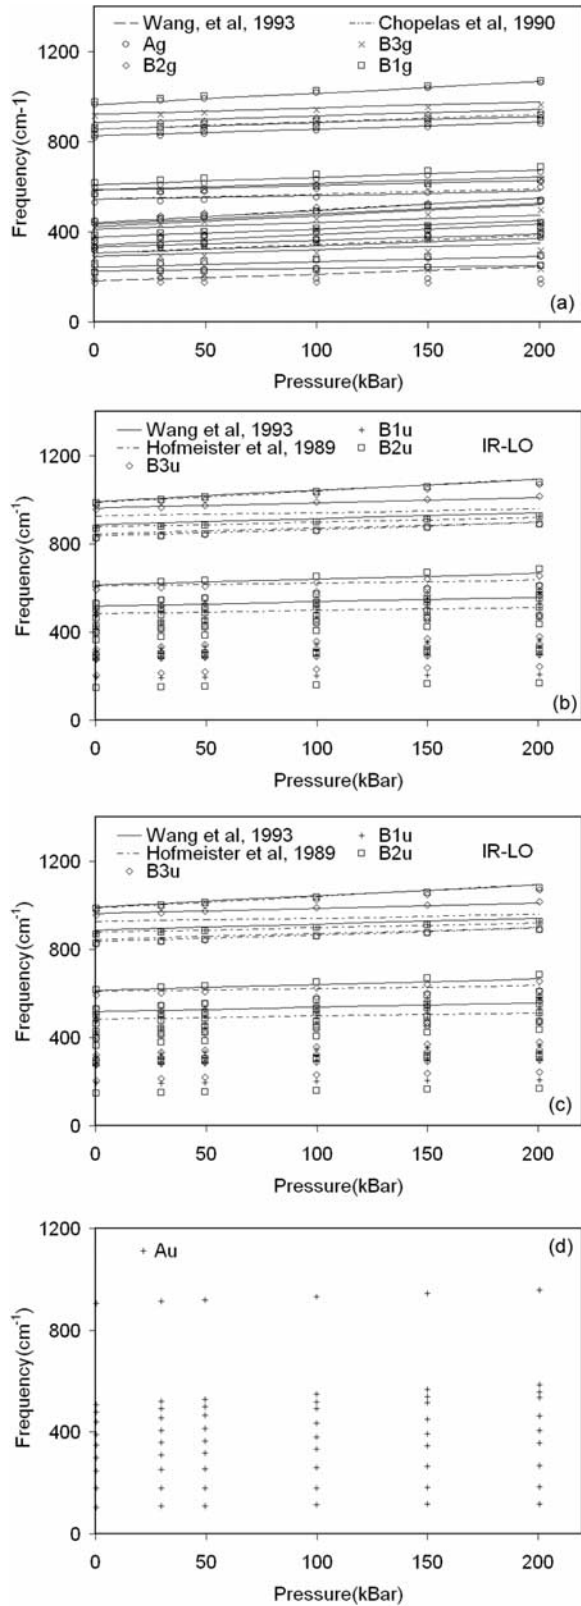 Wang, et al, 1993 Chopelas et al, 1990
Ag B3g
B2g B1g
1200
800
400
0
Frequency(cm-1)
(a)
0 50 100 150 200
Pressure(kBar)
Wang et al, 1993 B1u
Hofmeister et al, 1989 B2u IR-LO
B3u
1200
800
400
0
Frequency(cm-1)
(b)
0 50 100 150 200
Pressure(kBar)
Wang et al, 1993 B1u
Hofmeister et al, 1989 B2u IR-LO
B3u
1200
800
400
0
Frequency(cm-1)
(c)
0 50 100 150 200
Pressure(kBar)
1200
Au (d)
800
400
0
Frequency(cm-1)
0 50 100 150 200
Pressure(kBar)